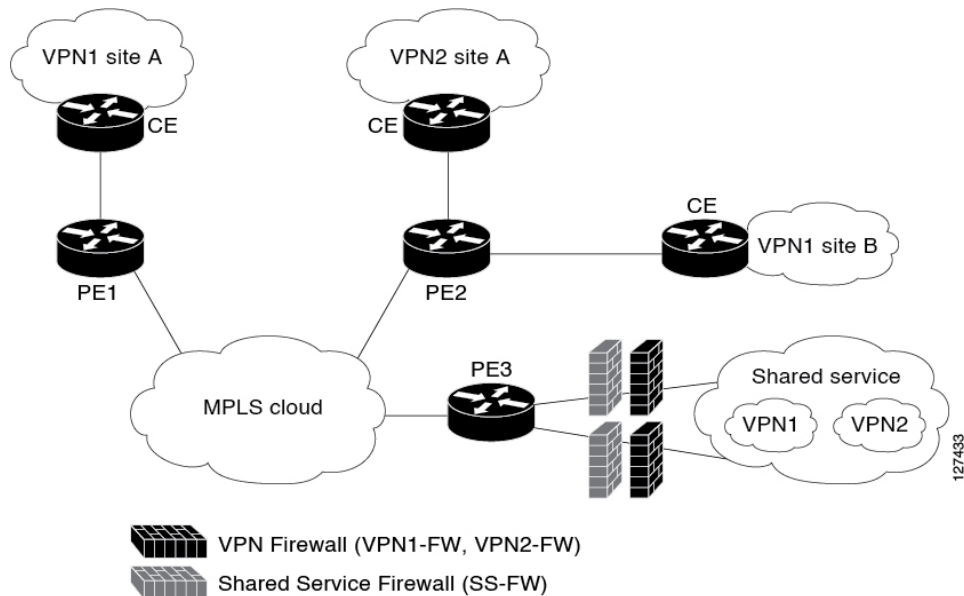 VPN1 site A
VPN2 site A
CE
CE
CE
VPN1 site B
PE1
PE2
PE3
MPLS cloud
Shared service
VPN1
VPN2
127433
VPN Firewall (VPN1-FW, VPN2-FW)
Shared Service Firewall (SS-FW)